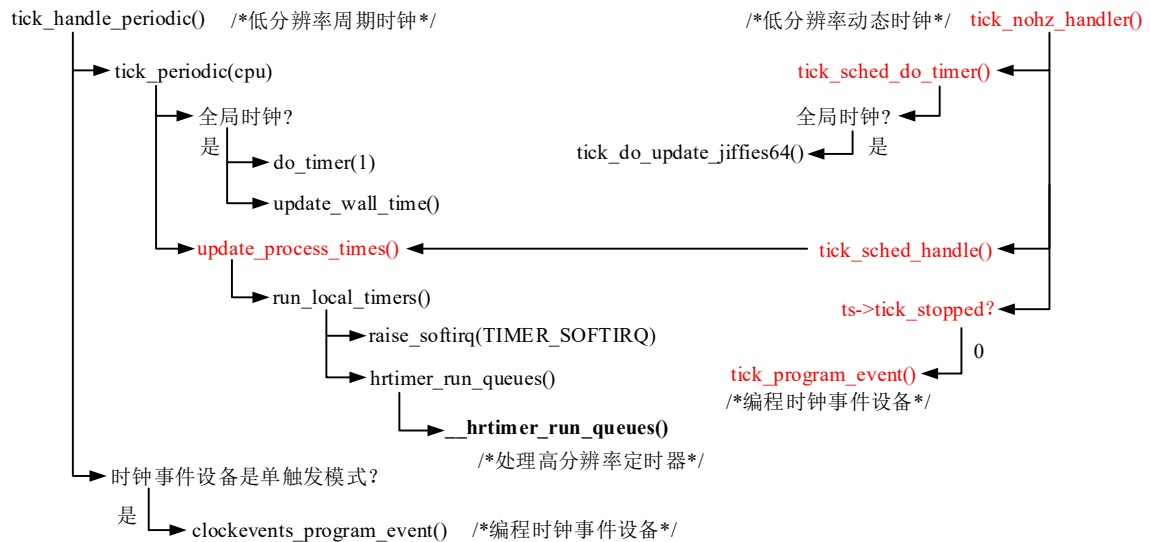 tick_handle_periodic() /*低分辨率周期时钟*/
/*低分辨率动态时钟*/ tick_nohz_handler()
tick_periodic(cpu)
tick_sched_do_timer()
全局时钟?
全局时钟?
是
do_timer(1)
tick_do_update_jiffies64()
是
update_wall_time()
update_process_times()
tick_sched_handle()
run_local_timers()
ts->tick_stopped?
raise_softirq(TIMER_SOFTIRQ)
0
hrtimer_run_queues()
tick_program_event()
/*编程时钟事件设备*/
__hrtimer_run_queues()
/*处理高分辨率定时器*/
时钟事件设备是单触发模式?
是
clockevents_program_event() /*编程时钟事件设备*/